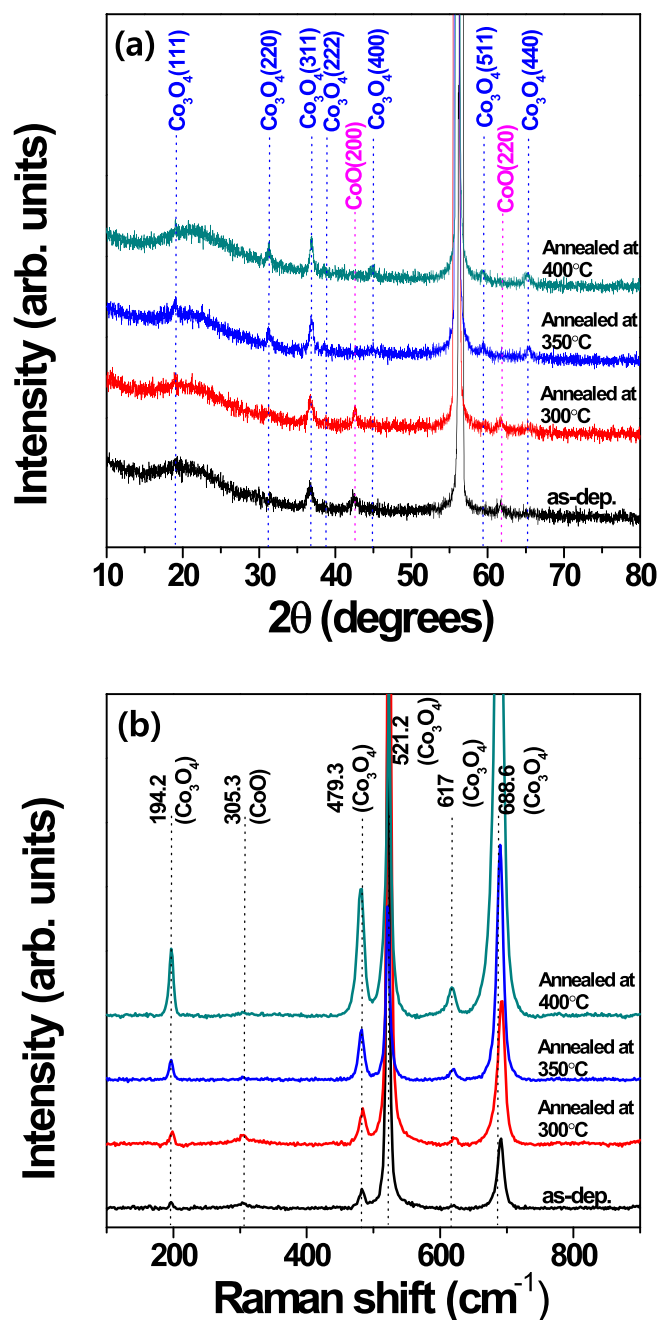 (a)
Co₃O₄(111)
Co₃O₄(220)
Co₃O₄(311)
Co₃O₄(222)
Co₃O₄(400)
CoO(200)
Co₃O₄(511)
CoO(220)
Co₃O₄(440)
Intensity (arb. units)
Annealed at
400°C
Annealed at
350°C
Annealed at
300°C
as-dep.
10 20 30 40 50 60 70 80
2θ (degrees)
(b)
194.2
(Co₃O₄)
305.3
(CoO)
479.3
(Co₃O₄)
521.2
(Co₃O₄)
617
(Co₃O₄)
688.6
(Co₃O₄)
Intensity (arb. units)
Annealed at
400°C
Annealed at
350°C
Annealed at
300°C
as-dep.
200 400 600 800
Raman shift (cm⁻¹)